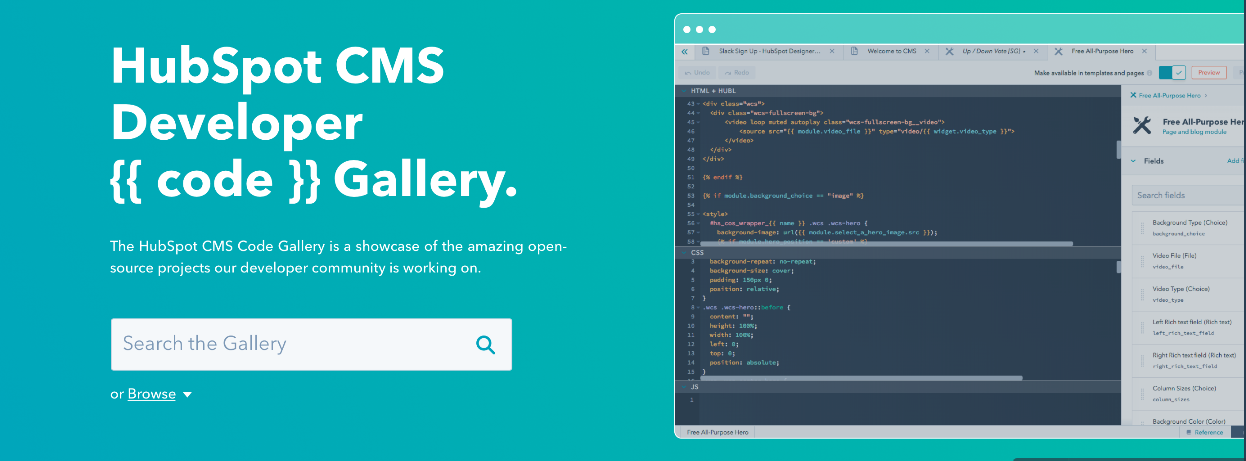 HubSpot CMS
Developer
{{ code }} Gallery.
The HubSpot CMS Code Gallery is a showcase of the amazing open-
source projects our developer community is working on.
Search the Gallery
or Browse
Slack Sign Up - HubSpot Designer...
Welcome to CMS
Up / Down Vote [SG] •
Free All-Purpose Hero
Undo
Redo
Make available in templates and pages
Preview
HTML + HUBL
43 <div class="wcs">
44 <div class="wcs-fullscreen-bg">
45 <video loop muted autoplay class="wcs-fullscreen-bg__video">
46 <source src="{{ module.video_file }}" type="video/{{ widget.video_type }}">
47 </video>
48 </div>
49 </div>
50
51 {% endif %}
52
53 {% if module.background_choice == "image" %}
54
55 <style>
56 #hs_cos_wrapper_{{ name }} .wcs .wcs-hero {
57 background-image: url({{ module.select_a_hero_image.src }});
58
CSS
3 background-repeat: no-repeat;
4 background-size: cover;
5 padding: 150px 0;
6 position: relative;
7 }
8 .wcs .wcs-hero::before {
9 content: "";
10 height: 100%;
11 width: 100%;
12 left: 0;
13 top: 0;
14 position: absolute;
15 }
JS
1
Free All-Purpose Hero
Free All-Purpose Hero
Free All-Purpose Her
Page and blog module
Fields
Add fi
Search fields
Background Type (Choice)
background_choice
Video File (File)
video_file
Video Type (Choice)
video_type
Left Rich text field (Rich text)
left_rich_text_field
Right Rich text field (Rich text)
right_rich_text_field
Column Sizes (Choice)
column_sizes
Background Color (Color)
Reference